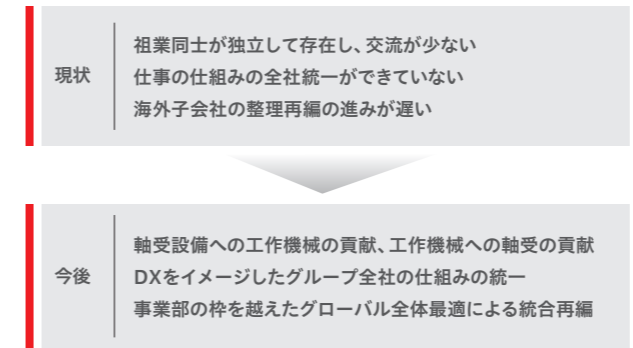 現状
祖業同士が独立して存在し、交流が少ない
仕事の仕組みの全社統一ができていない
海外子会社の整理再編の進みが遅い
今後
軸受設備への工作機械の貢献、工作機械への軸受の貢献
DXをイメージしたグループ全社の仕組みの統一
事業部の枠を越えたグローバル全体最適による統合再編